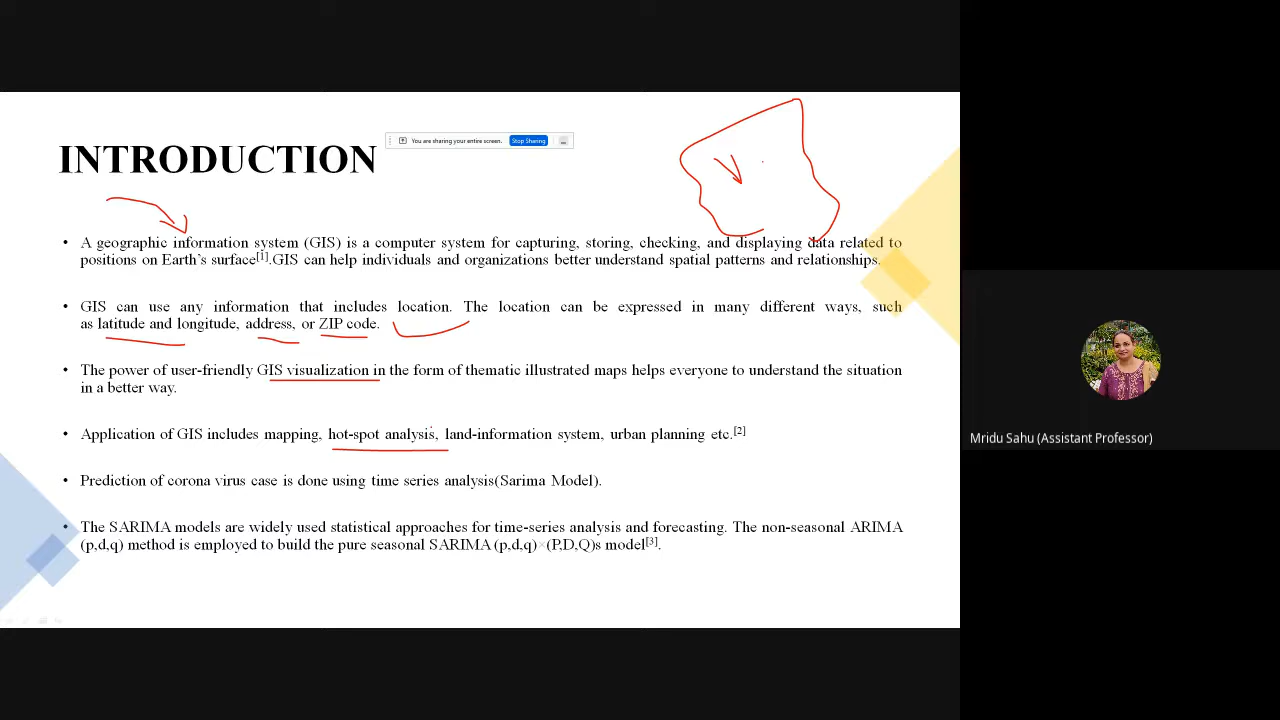 You are sharing your entire screen. Stop Sharing
INTRODUCTION
• A geographic information system (GIS) is a computer system for capturing, storing, checking, and displaying data related to
positions on Earth's surface[1].GIS can help individuals and organizations better understand spatial patterns and relationships.
• GIS can use any information that includes location. The location can be expressed in many different ways, such
as latitude and longitude, address, or ZIP code.
• The power of user-friendly GIS visualization in the form of thematic illustrated maps helps everyone to understand the situation
in a better way.
• Application of GIS includes mapping, hot-spot analysis, land-information system, urban planning etc.[2]
• Prediction of corona virus case is done using time series analysis(Sarima Model).
• The SARIMA models are widely used statistical approaches for time-series analysis and forecasting. The non-seasonal ARIMA
(p,d,q) method is employed to build the pure seasonal SARIMA (p,d,q)×(P,D,Q)s model[3].
Mridu Sahu (Assistant Professor)